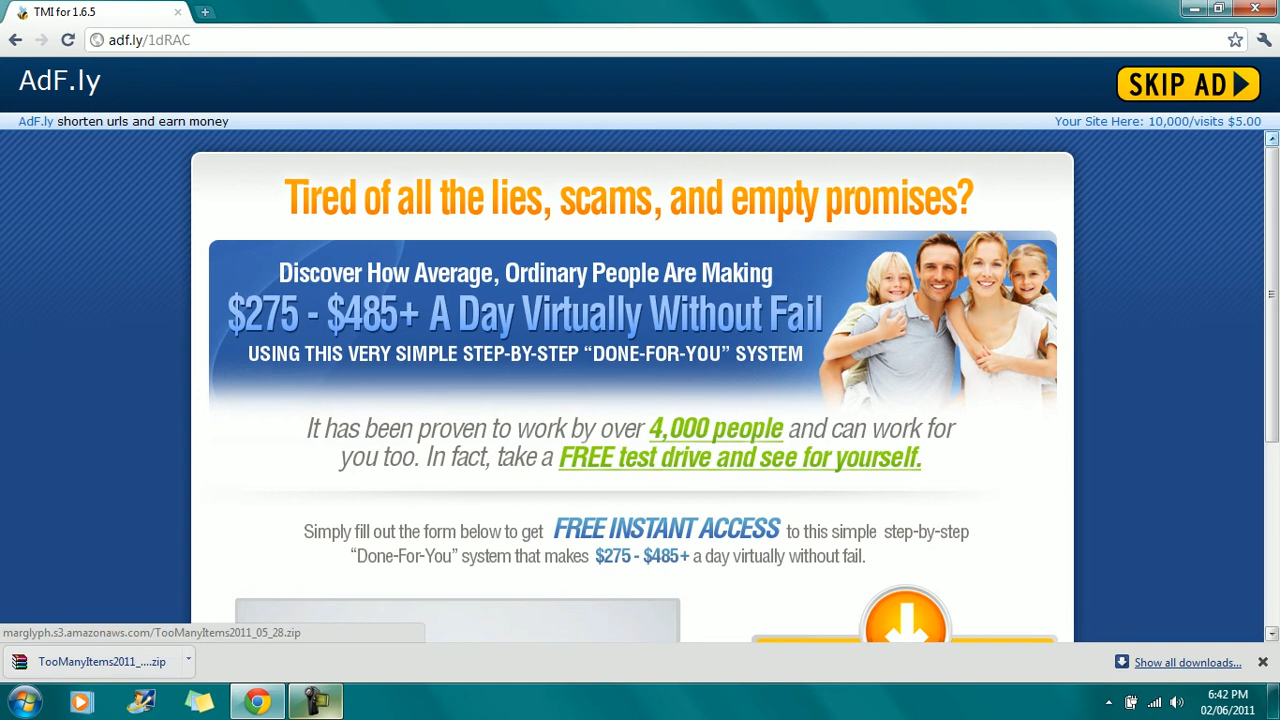 TMI for 1.6.5
adf.ly/1dRAC
AdF.ly
SKIP AD
AdF.ly shorten urls and earn money
Your Site Here: 10,000/visits $5.00
Tired of all the lies, scams, and empty promises?
Discover How Average, Ordinary People Are Making
$275 - $485+ A Day Virtually Without Fail
USING THIS VERY SIMPLE STEP-BY-STEP “DONE-FOR-YOU” SYSTEM
It has been proven to work by over 4,000 people and can work for
you too. In fact, take a FREE test drive and see for yourself.
Simply fill out the form below to get FREE INSTANT ACCESS to this simple step-by-step
“Done-For-You” system that makes $275 - $485+ a day virtually without fail.
marglyph.s3.amazonaws.com/TooManyItems2011_05_28.zip
TooManyItems2011_....zip
Show all downloads...
6:42 PM
02/06/2011